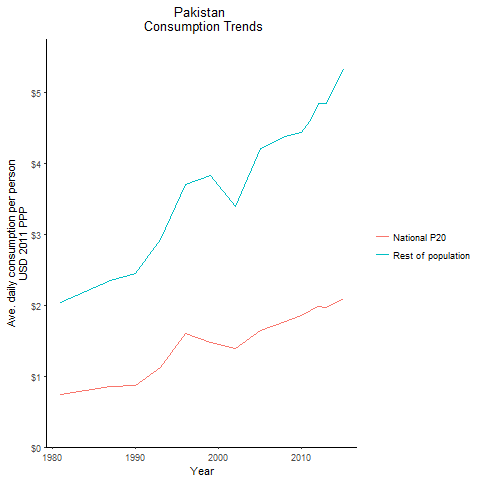 Pakistan
Consumption Trends
Ave. daily consumption per person
USD 2011 PPP
$5
$4
$3
$2
$1
$0
1980 1990 2000 2010
Year
National P20
Rest of population